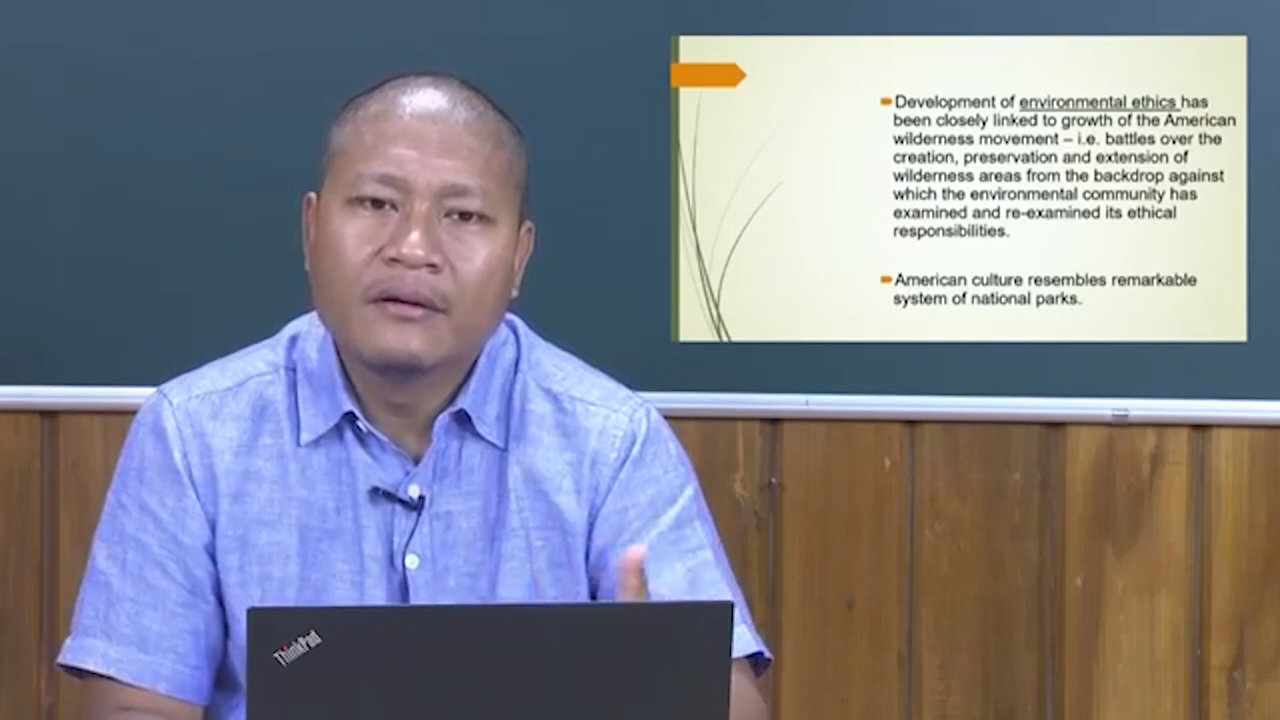 Development of environmental ethics has
been closely linked to growth of the American
wilderness movement – i.e. battles over the
creation, preservation and extension of
wilderness areas from the backdrop against
which the environmental community has
examined and re-examined its ethical
responsibilities.
American culture resembles remarkable
system of national parks.
ThinkPad